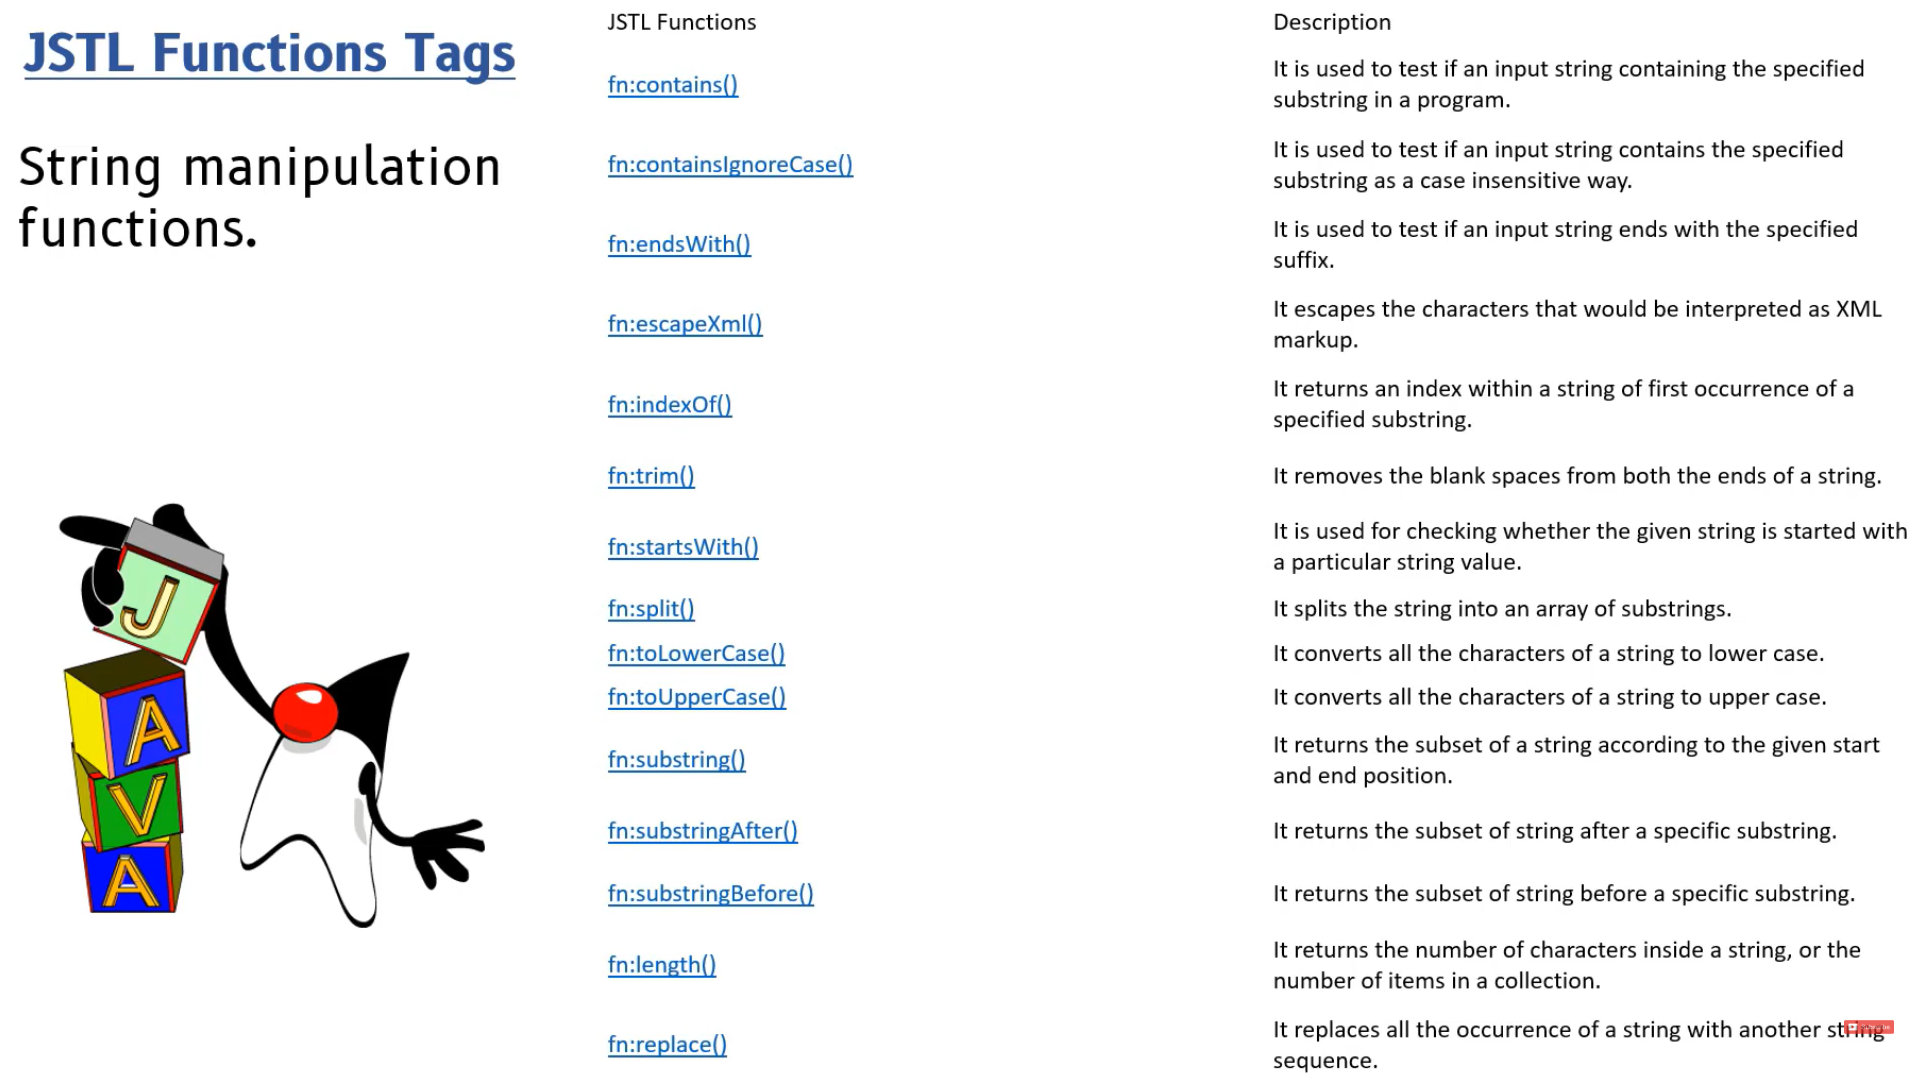 JSTL Functions Tags
String manipulation
functions.
J
A
V
A
JSTL Functions Description
fn:contains() It is used to test if an input string containing the specified
substring in a program.
fn:containsIgnoreCase() It is used to test if an input string contains the specified
substring as a case insensitive way.
fn:endsWith() It is used to test if an input string ends with the specified
suffix.
fn:escapeXml() It escapes the characters that would be interpreted as XML
markup.
fn:indexOf() It returns an index within a string of first occurrence of a
specified substring.
fn:trim() It removes the blank spaces from both the ends of a string.
fn:startsWith() It is used for checking whether the given string is started with
a particular string value.
fn:split() It splits the string into an array of substrings.
fn:toLowerCase() It converts all the characters of a string to lower case.
fn:toUpperCase() It converts all the characters of a string to upper case.
fn:substring() It returns the subset of a string according to the given start
and end position.
fn:substringAfter() It returns the subset of string after a specific substring.
fn:substringBefore() It returns the subset of string before a specific substring.
fn:length() It returns the number of characters inside a string, or the
number of items in a collection.
fn:replace() It replaces all the occurrence of a string with another string
sequence.